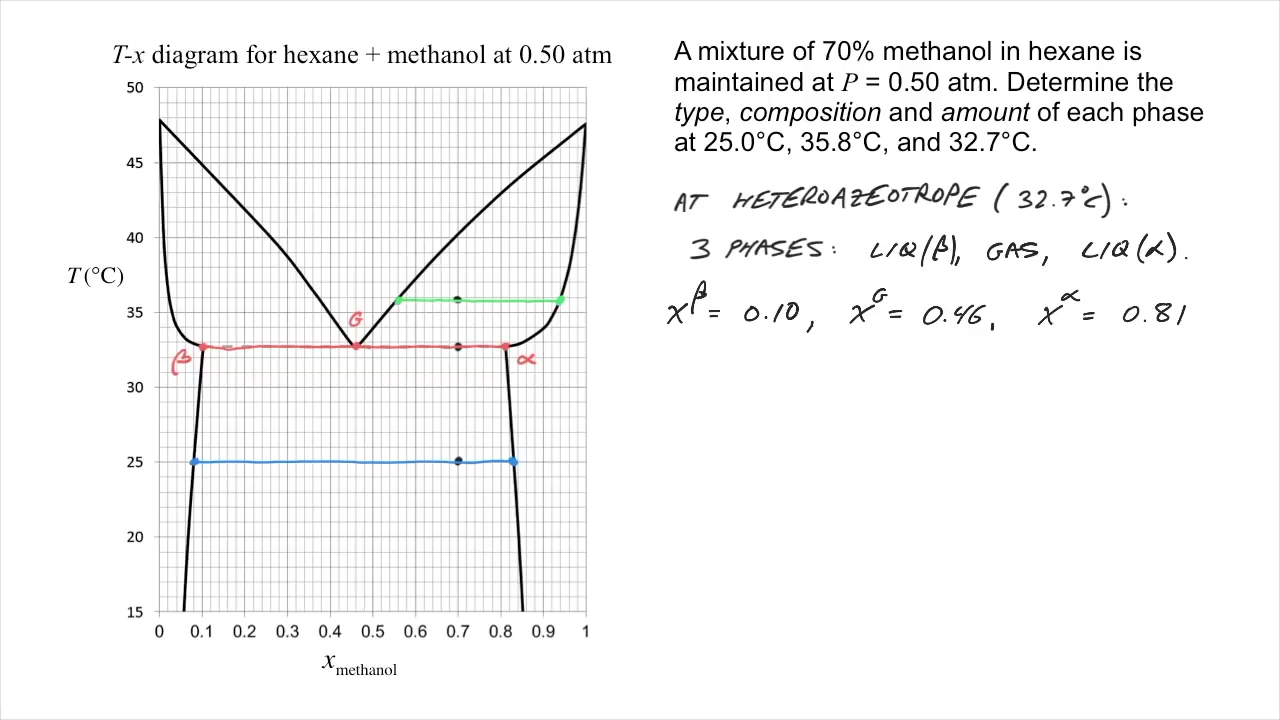 T-x diagram for hexane + methanol at 0.50 atm
50
45
40
T (°C)
35
30
25
20
15
0 0.1 0.2 0.3 0.4 0.5 0.6 0.7 0.8 0.9 1
x methanol
G
β
α
A mixture of 70% methanol in hexane is
maintained at P = 0.50 atm. Determine the
type, composition and amount of each phase
at 25.0°C, 35.8°C, and 32.7°C.
AT HETEROAZEOTROPE (32.7°C):
3 PHASES: LIQ(β), GAS, LIQ(α).
x^β = 0.10, x^G = 0.46, x^α = 0.81